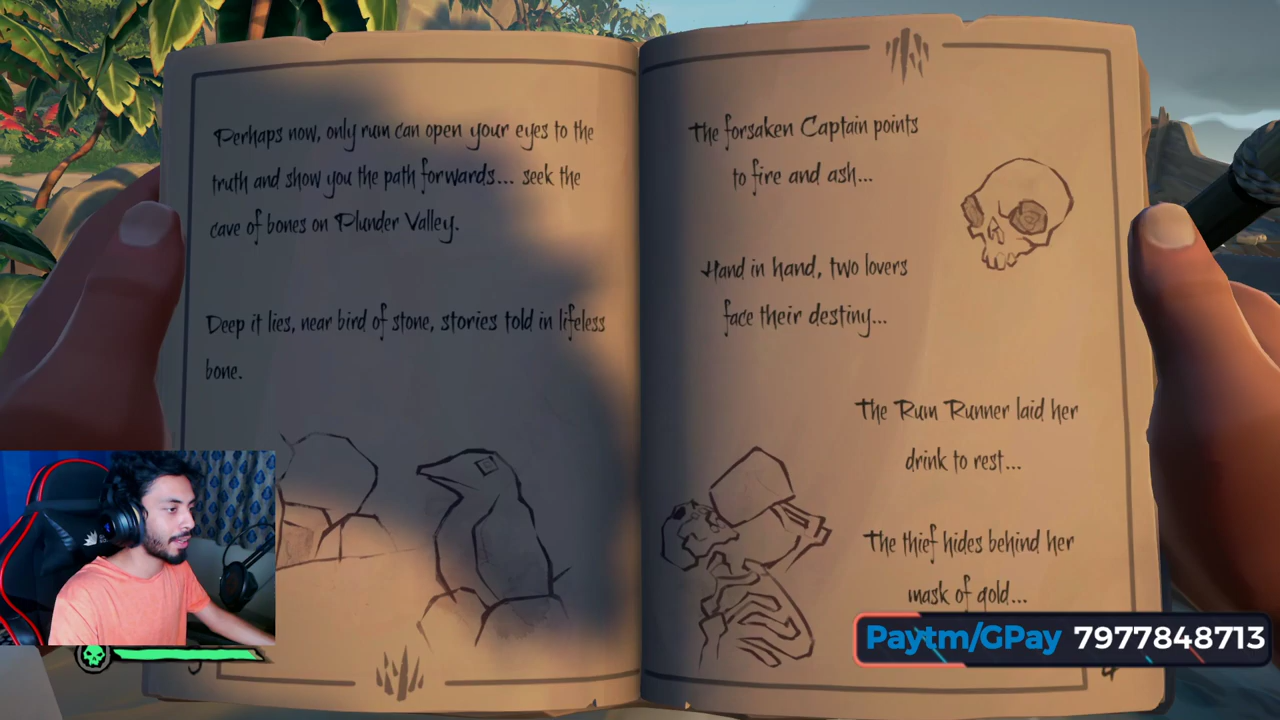 Perhaps now, only rum can open your eyes to the
truth and show you the path forwards... seek the
cave of bones on Plunder Valley.
Deep it lies, near bird of stone, stories told in lifeless
bone.
The forsaken Captain points
to fire and ash...
Hand in hand, two lovers
face their destiny...
The Rum Runner laid her
drink to rest...
The thief hides behind her
mask of gold...
Paytm/GPay 7977848713